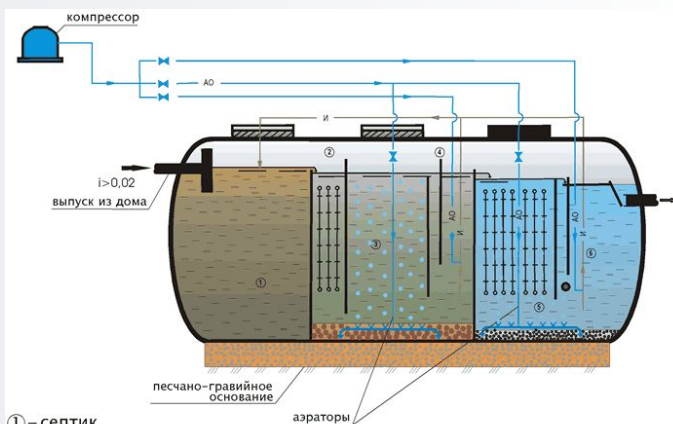 компрессор
АО
И
② ④
i>0,02
выпуск из дома
АО
И
АО
АО
И
③
①
⑥
⑤
песчано-гравийное
основание
аэраторы
①– септик